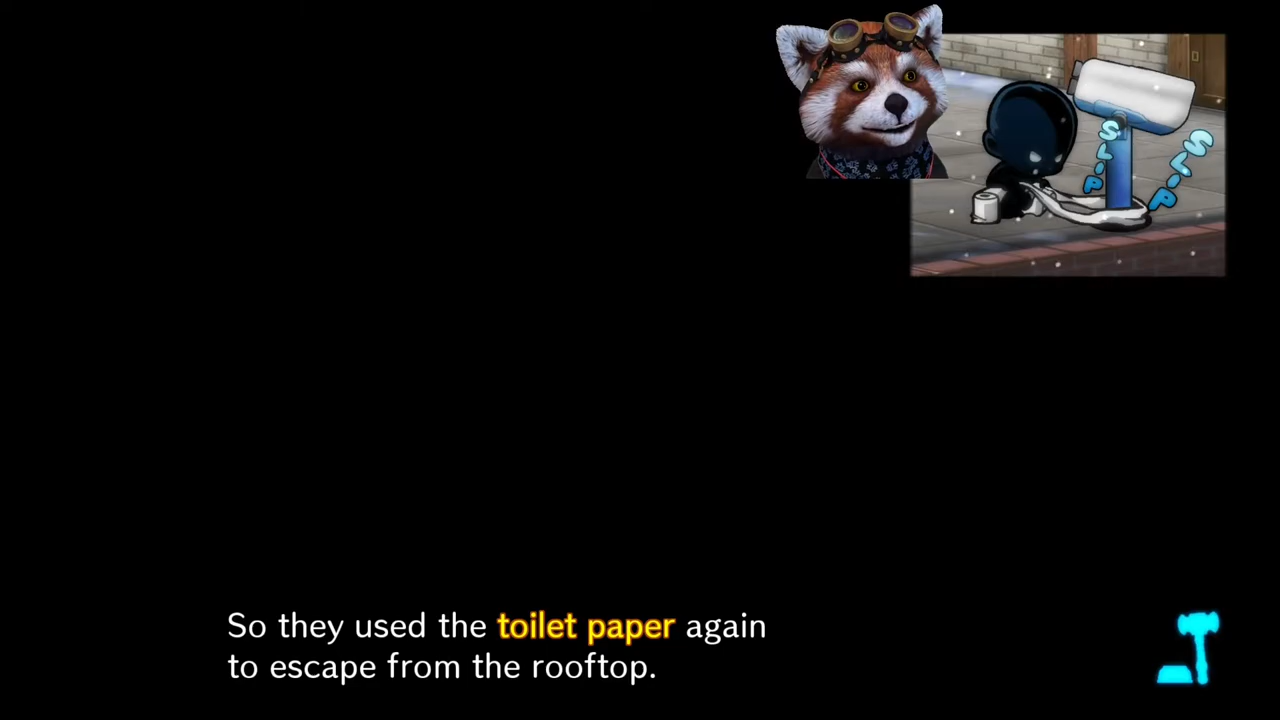 SLIP
SLIP
So they used the toilet paper again
to escape from the rooftop.